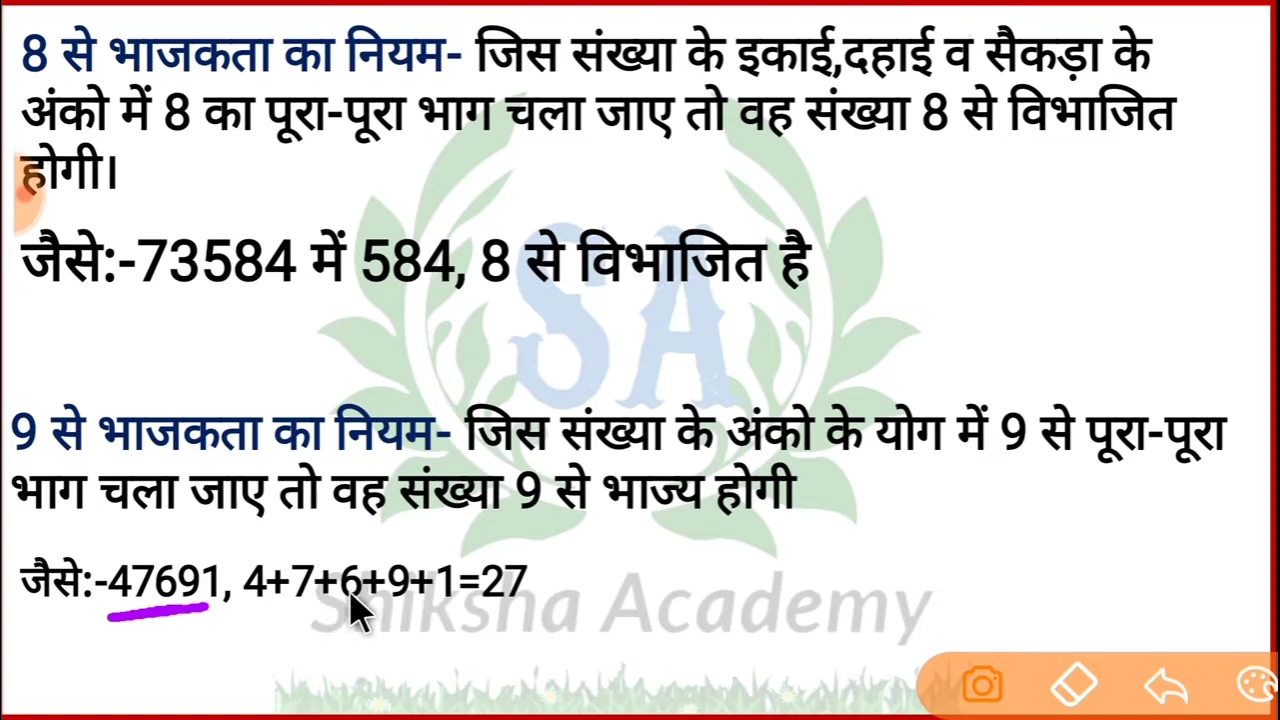 8 से भाजकता का नियम- जिस संख्या के इकाई,दहाई व सैकड़ा के
अंको में 8 का पूरा-पूरा भाग चला जाए तो वह संख्या 8 से विभाजित
होगी।
जैसे:-73584 में 584, 8 से विभाजित है
SA
9 से भाजकता का नियम- जिस संख्या के अंको के योग में 9 से पूरा-पूरा
भाग चला जाए तो वह संख्या 9 से भाज्य होगी
जैसे:-47691, 4+7+6+9+1=27
Shiksha Academy